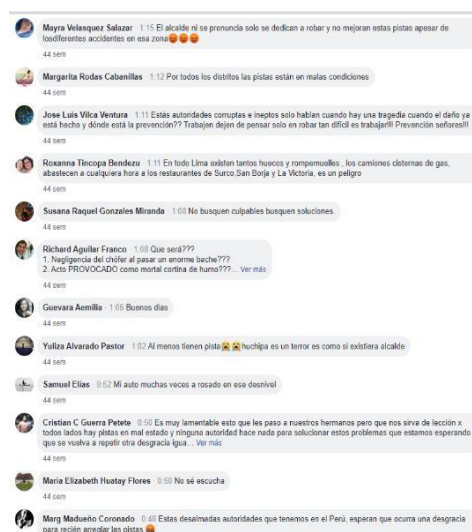 Mayra Velasquez Salazar · 1:15 El alcalde ni se pronuncia solo se dedican a robar y no mejoran estas pistas apesar de
losdiferentes accidentes en esa zona😡😡😡
44 sem
Margarita Rodas Cabanillas · 1:12 Por todos los distritos las pistas están en malas condiciones
44 sem
Jose Luis Vilca Ventura · 1:11 Estás autoridades corruptas e ineptos solo hablan cuando hay una tragedia cuando el daño ya
está hecho y dónde está la prevención?? Trabajen dejen de pensar solo en robar tan difícil es trabajar!!! Prevención señores!!!
44 sem
Roxanna Tincopa Bendezu · 1:11 En todo Lima existen tantos huecos y rompemuelles , los camiones cisternas de gas,
abastecen a cualquiera hora a los restaurantes de Surco,San Borja y La Victoria, es un peligro
44 sem
Susana Raquel Gonzales Miranda · 1:08 No busquen culpables busquen soluciones.
44 sem
Richard Aguilar Franco · 1:08 Que será???
1. Negligencia del chófer al pasar un enorme bache???
2. Acto PROVOCADO como mortal cortina de humo???... Ver más
44 sem
Guevara Aemilia · 1:06 Buenos dias
44 sem
Yuliza Alvarado Pastor · 1:02 Al menos tienen pista😭😭huchipa es un terror es como si existiera alcalde
44 sem
Samuel Elias · 0:52 Mi auto muchas veces a rosado en ese desnivel
44 sem
Cristian C Guerra Petete · 0:50 Es muy lamentable esto que les paso a nuestros hermanos pero que nos sirva de lección x
todos lados hay pistas en mal estado y ninguna autoridad hace nada para solucionar estos problemas que estamos esperando
que se vuelva a repetir otra desgracia igua... Ver más
44 sem
Maria Elizabeth Huatay Flores · 0:50 No sé escucha
44 sem
Marg Madueño Coronado · 0:48 Estas desalmadas autoridades que tenemos en el Perú, esperan que ocurra una desgracia
para recién arreglar las pistas 😡